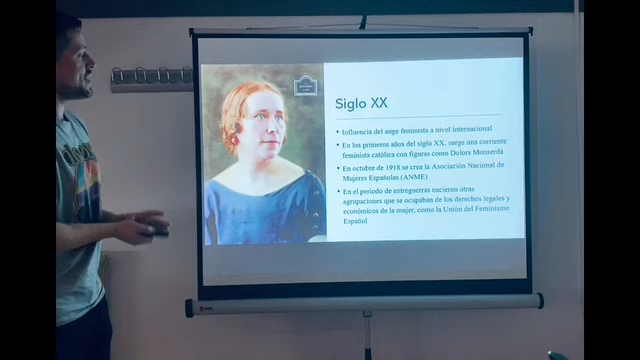 Siglo XX
• Influencia del auge feminista a nivel internacional
• En los primeros años del siglo XX, surge una corriente
feminista católica con figuras como Dolors Monserdà
• En octubre de 1918 se crea la Asociación Nacional de
Mujeres Españolas (ANME)
• En el periodo de entreguerras nacieron otras
agrupaciones que se ocupaban de los derechos legales y
económicos de la mujer, como la Unión del Feminismo
Español